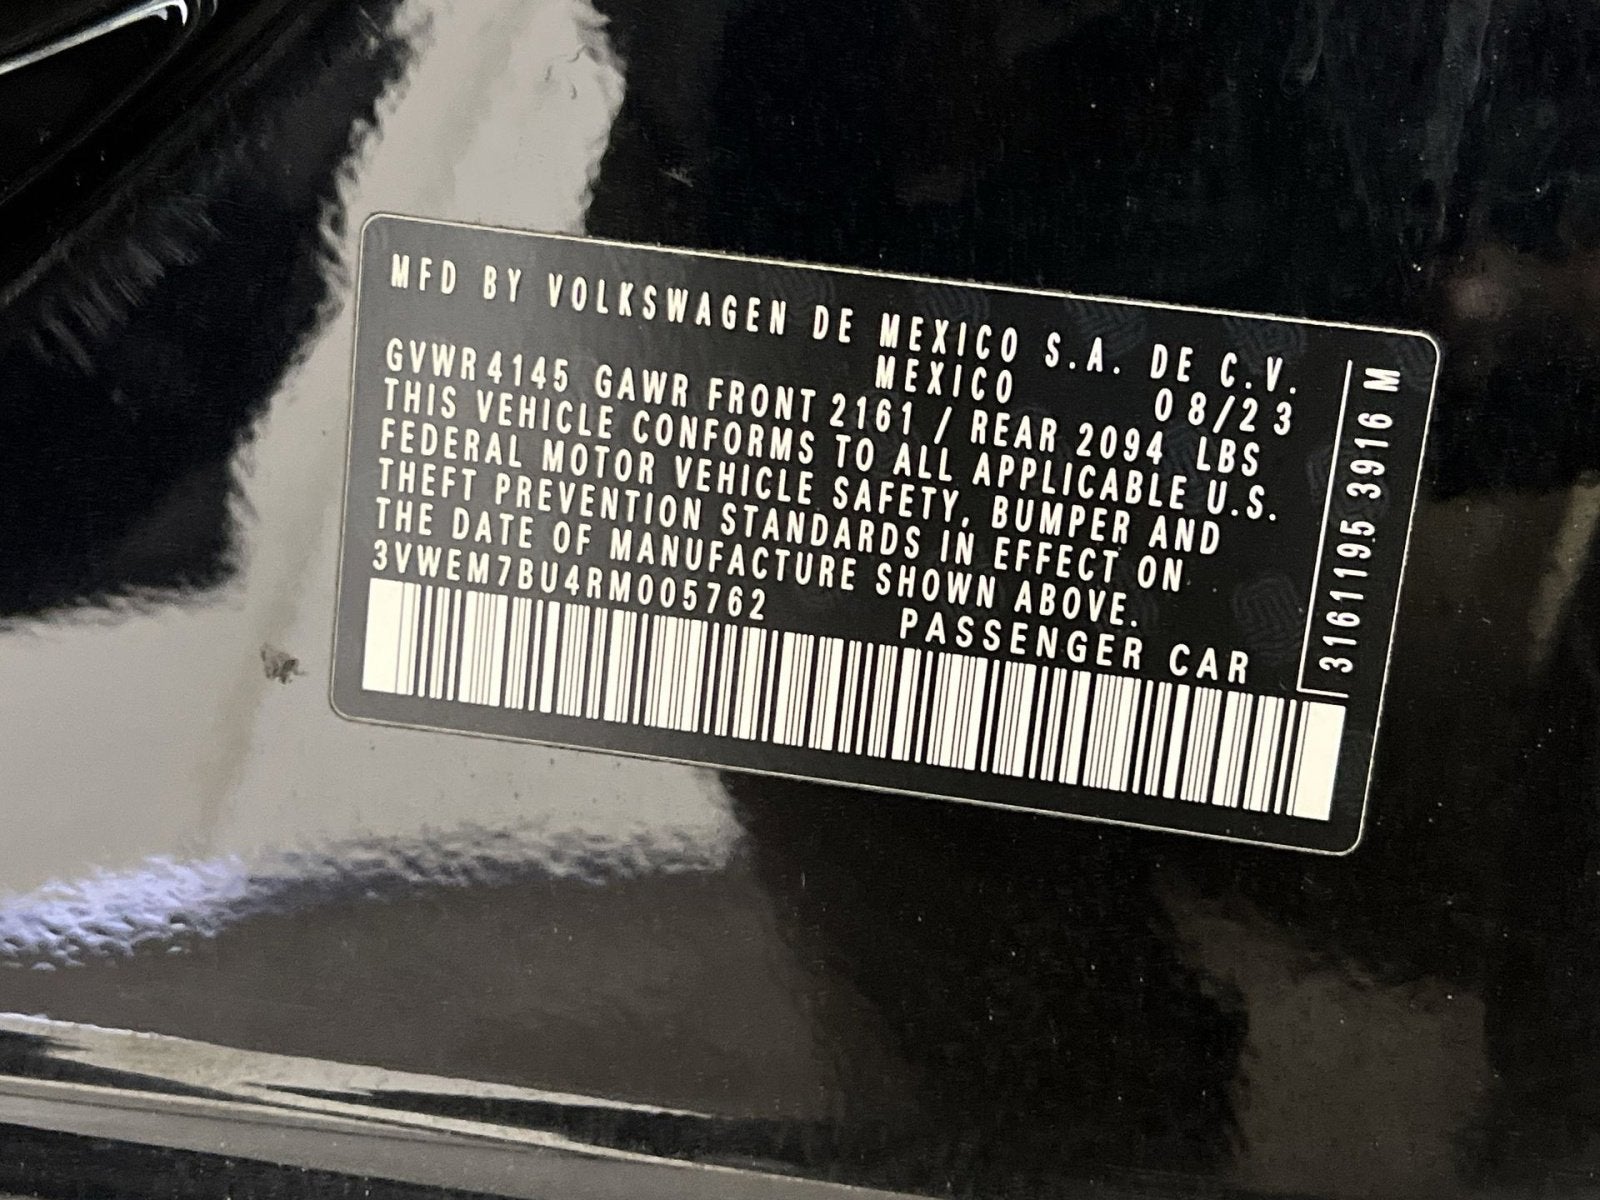 MFD BY VOLKSWAGEN DE MEXICO S.A. DE C.V.
MEXICO 08/23
GVWR 4145 GAWR FRONT 2161 / REAR 2094 LBS
THIS VEHICLE CONFORMS TO ALL APPLICABLE U.S.
FEDERAL MOTOR VEHICLE SAFETY, BUMPER AND
THEFT PREVENTION STANDARDS IN EFFECT ON
THE DATE OF MANUFACTURE SHOWN ABOVE.
3VWEM7BU4RM005762 PASSENGER CAR
3161195 3916 M